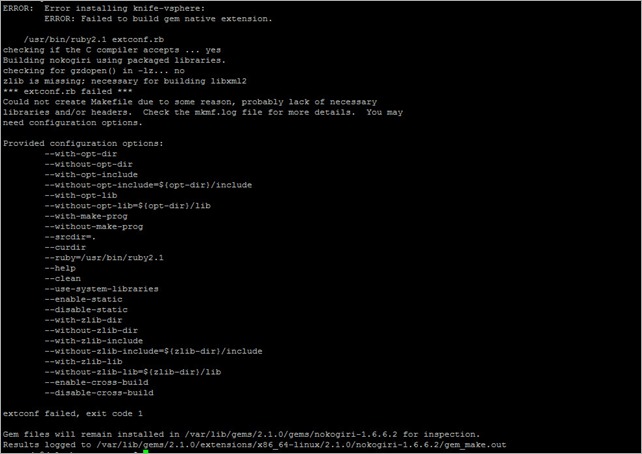 ERROR:  Error installing knife-vsphere:
        ERROR: Failed to build gem native extension.
    /usr/bin/ruby2.1 extconf.rb
checking if the C compiler accepts ... yes
Building nokogiri using packaged libraries.
checking for gzdopen() in -lz... no
zlib is missing; necessary for building libxml2
*** extconf.rb failed ***
Could not create Makefile due to some reason, probably lack of necessary
libraries and/or headers.  Check the mkmf.log file for more details.  You may
need configuration options.
Provided configuration options:
        --with-opt-dir
        --without-opt-dir
        --with-opt-include
        --without-opt-include=${opt-dir}/include
        --with-opt-lib
        --without-opt-lib=${opt-dir}/lib
        --with-make-prog
        --without-make-prog
        --srcdir=.
        --curdir
        --ruby=/usr/bin/ruby2.1
        --help
        --clean
        --use-system-libraries
        --enable-static
        --disable-static
        --with-zlib-dir
        --without-zlib-dir
        --with-zlib-include
        --without-zlib-include=${zlib-dir}/include
        --with-zlib-lib
        --without-zlib-lib=${zlib-dir}/lib
        --enable-cross-build
        --disable-cross-build
extconf failed, exit code 1
Gem files will remain installed in /var/lib/gems/2.1.0/gems/nokogiri-1.6.6.2 for inspection.
Results logged to /var/lib/gems/2.1.0/extensions/x86_64-linux/2.1.0/nokogiri-1.6.6.2/gem_make.out